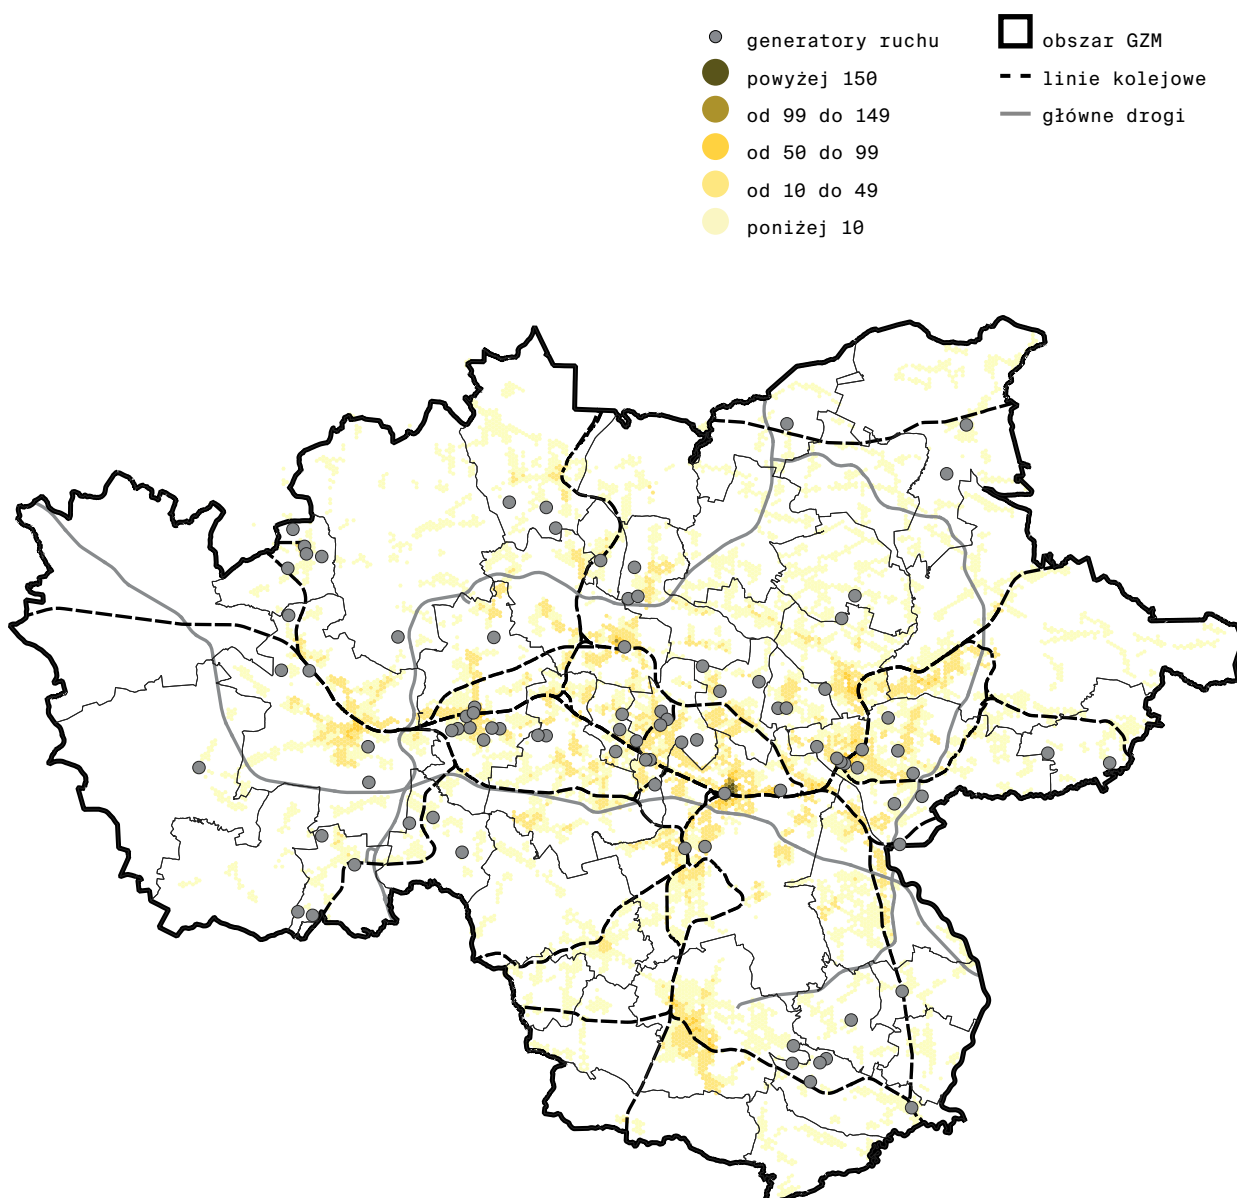 generatory ruchu
powyżej 150
od 99 do 149
od 50 do 99
od 10 do 49
poniżej 10
obszar GZM
linie kolejowe
główne drogi